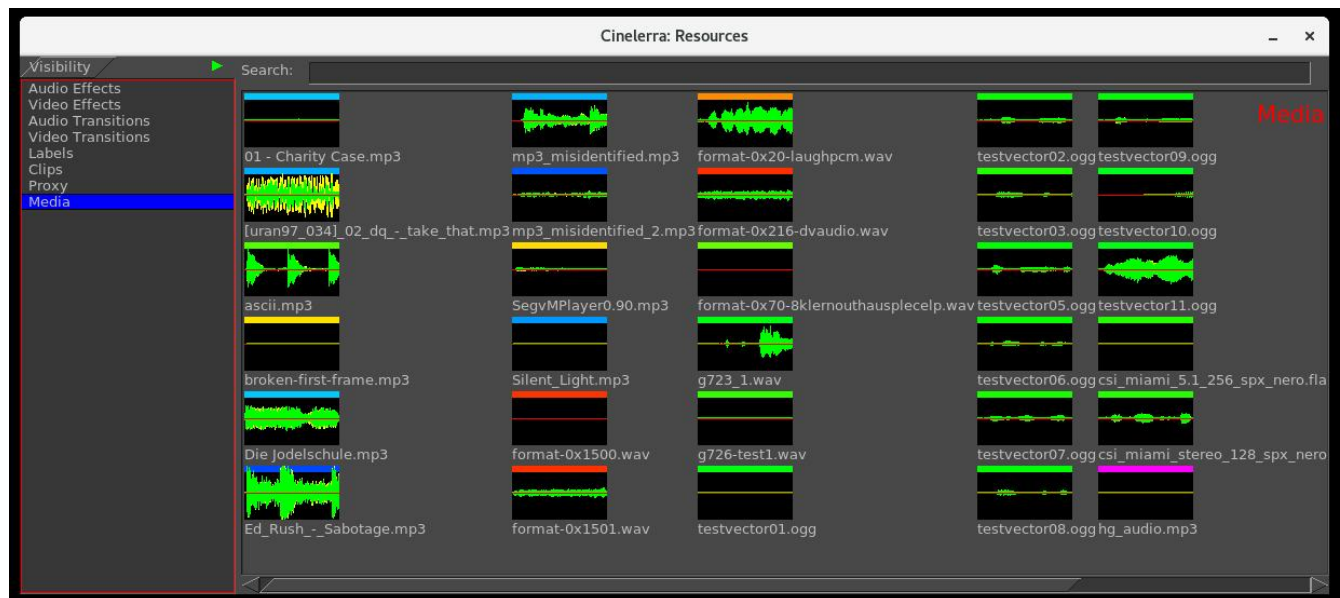 Cinelerra: Resources
Visibility
Search:
Audio Effects
Video Effects
Audio Transitions
Video Transitions
Labels
Clips
Proxy
Media
Media
01 - Charity Case.mp3 mp3_misidentified.mp3 format-0x20-laughpcm.wav testvector02.ogg testvector09.ogg
[uran97_034]_02_dq_-_take_that.mp3 mp3_misidentified_2.mp3 format-0x216-dvaudio.wav testvector03.ogg testvector10.ogg
ascii.mp3 SegvMPlayer0.90.mp3 format-0x70-8klernouthausplecelp.wav testvector05.ogg testvector11.ogg
broken-first-frame.mp3 Silent_Light.mp3 g723_1.wav testvector06.ogg csi_miami_5.1_256_spx_nero.fla
Die Jodelschule.mp3 format-0x1500.wav g726-test1.wav testvector07.ogg csi_miami_stereo_128_spx_nero
Ed_Rush_-_Sabotage.mp3 format-0x1501.wav testvector01.ogg testvector08.ogg hg_audio.mp3